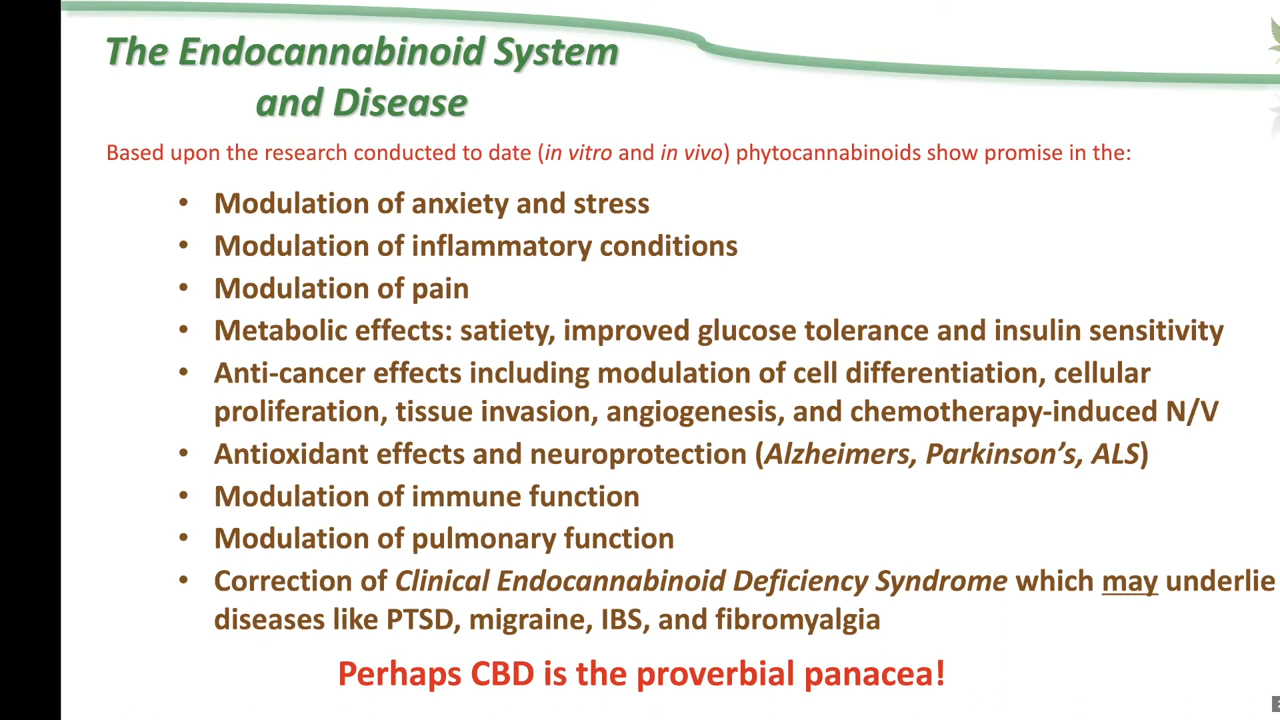 The Endocannabinoid System
and Disease
Based upon the research conducted to date (in vitro and in vivo) phytocannabinoids show promise in the:
• Modulation of anxiety and stress
• Modulation of inflammatory conditions
• Modulation of pain
• Metabolic effects: satiety, improved glucose tolerance and insulin sensitivity
• Anti-cancer effects including modulation of cell differentiation, cellular
proliferation, tissue invasion, angiogenesis, and chemotherapy-induced N/V
• Antioxidant effects and neuroprotection (Alzheimers, Parkinson's, ALS)
• Modulation of immune function
• Modulation of pulmonary function
• Correction of Clinical Endocannabinoid Deficiency Syndrome which may underlie
diseases like PTSD, migraine, IBS, and fibromyalgia
Perhaps CBD is the proverbial panacea!